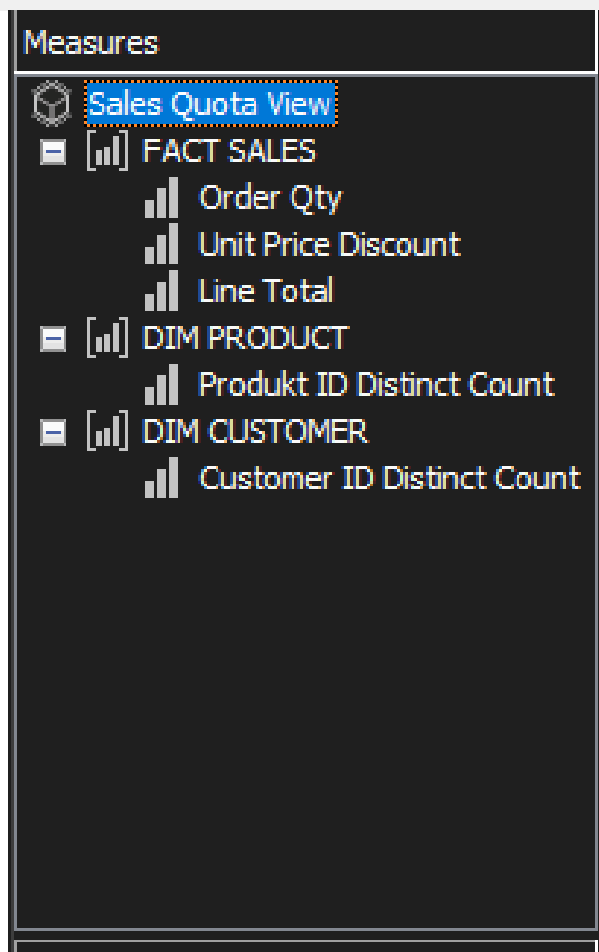 Measures
Sales Quota View
FACT SALES
Order Qty
Unit Price Discount
Line Total
DIM PRODUCT
Produkt ID Distinct Count
DIM CUSTOMER
Customer ID Distinct Count